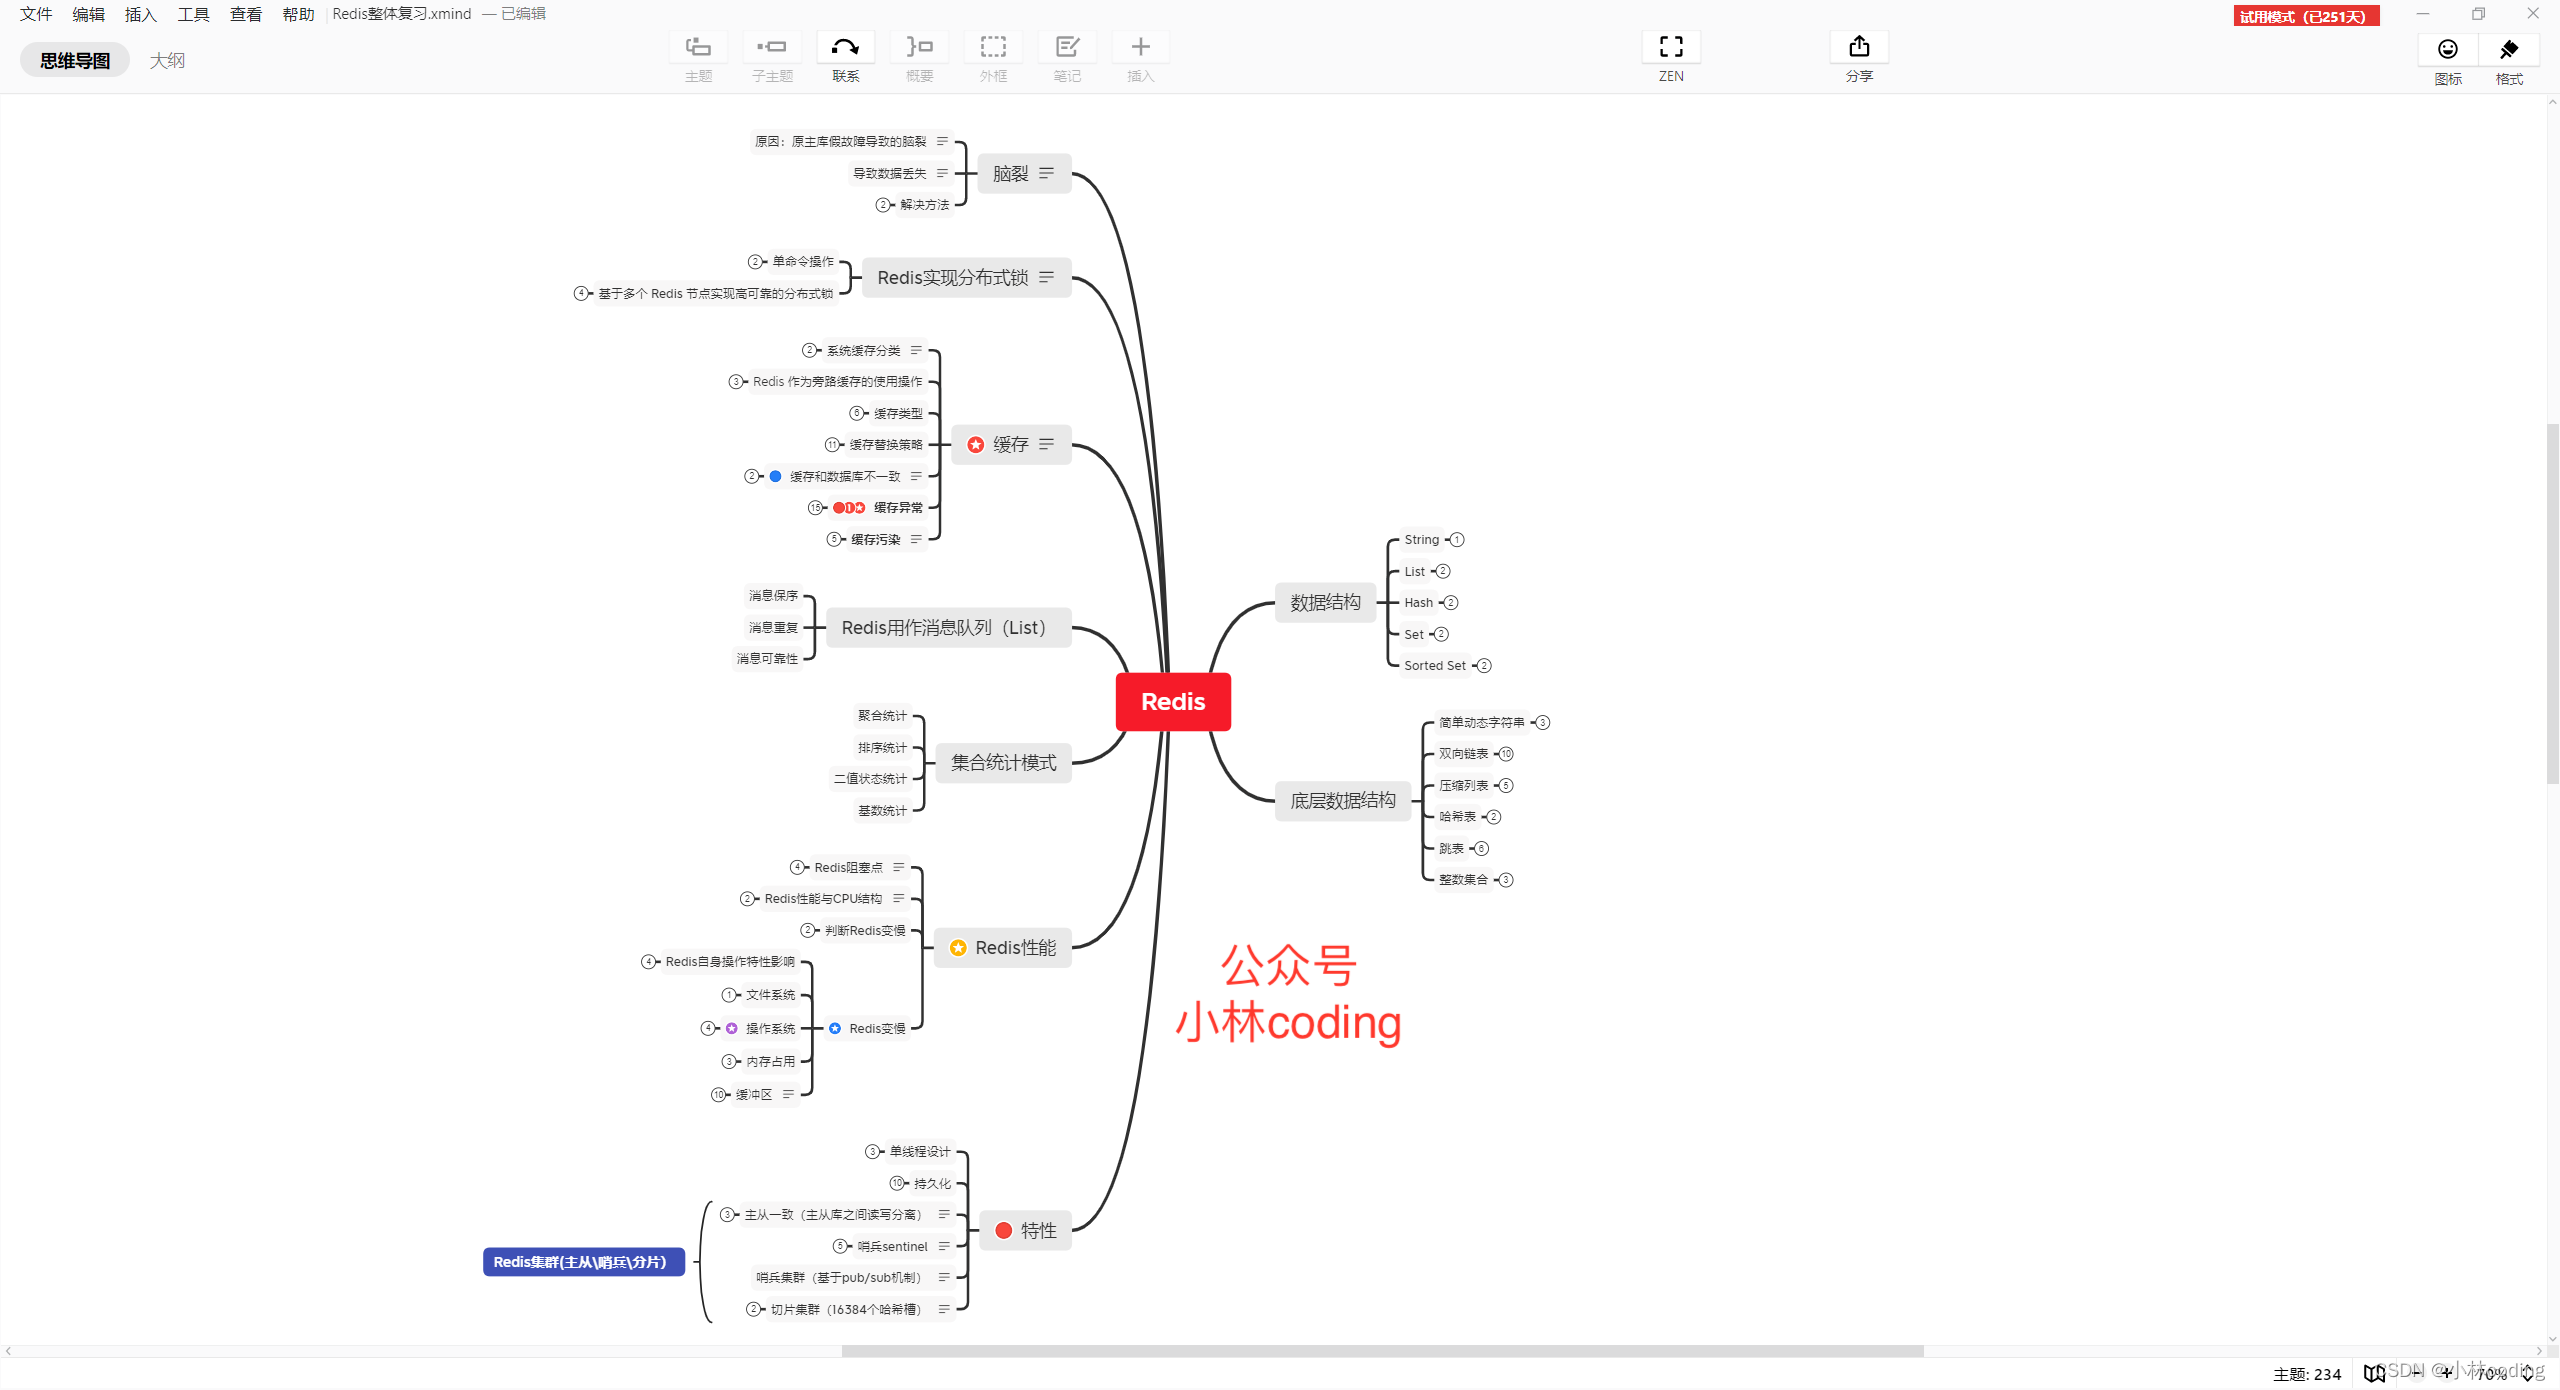 文件 编辑 插入 工具 查看 帮助 Redis整体复习.xmind — 已编辑
试用模式（已251天）
思维导图 大纲
主题 子主题 联系 概要 外框 笔记 插入 ZEN 分享 图标 格式
原因：原主库假故障导致的脑裂
导致数据丢失
② 解决方法
脑裂
② 单命令操作
④ 基于多个 Redis 节点实现高可靠的分布式锁
Redis实现分布式锁
② 系统缓存分类
③ Redis 作为旁路缓存的使用操作
⑥ 缓存类型
⑪ 缓存替换策略
② 缓存和数据库不一致
⑮ 缓存异常
⑤ 缓存污染
缓存
消息保序
消息重复
消息可靠性
Redis用作消息队列（List）
聚合统计
排序统计
二值状态统计
基数统计
集合统计模式
④ Redis阻塞点
② Redis性能与CPU结构
② 判断Redis变慢
④ Redis自身操作特性影响
① 文件系统
④ 操作系统
③ 内存占用
⑩ 缓冲区
Redis变慢
Redis性能
③ 单线程设计
⑩ 持久化
③ 主从一致（主从库之间读写分离）
⑤ 哨兵sentinel
哨兵集群（基于pub/sub机制）
② 切片集群（16384个哈希槽）
特性
Redis集群(主从\哨兵\分片)
Redis
数据结构
String ①
List ②
Hash ②
Set ②
Sorted Set ②
底层数据结构
简单动态字符串 ③
双向链表 ⑩
压缩列表 ⑤
哈希表 ②
跳表 ⑥
整数集合 ③
公众号
小林coding
主题: 234 70%
CSDN @小林coding